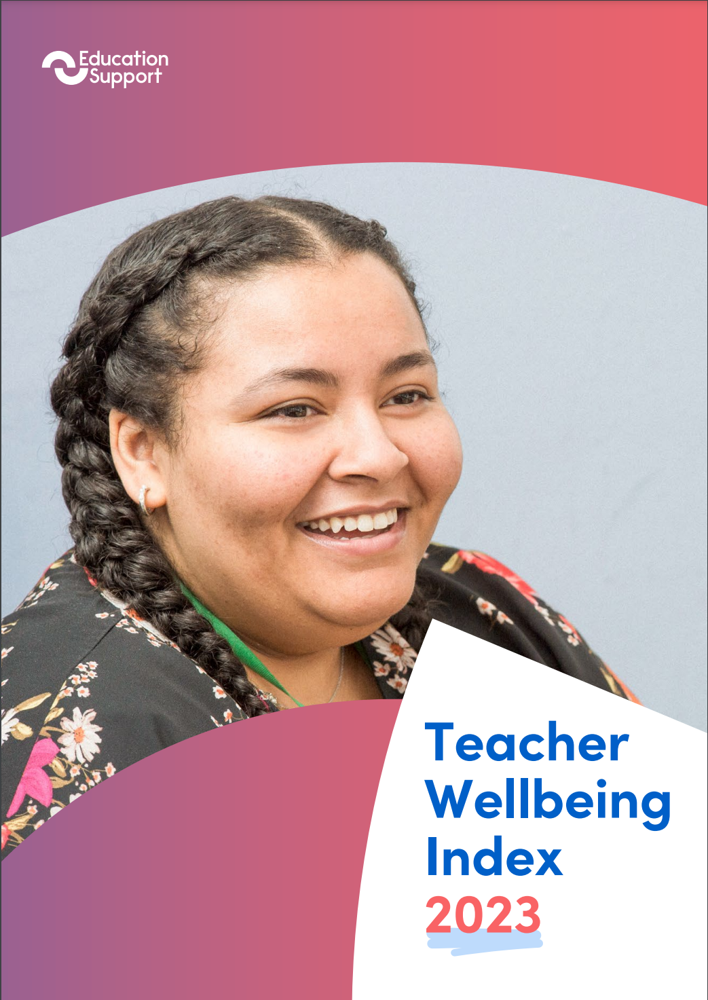 Education
Support
Teacher
Wellbeing
Index
2023